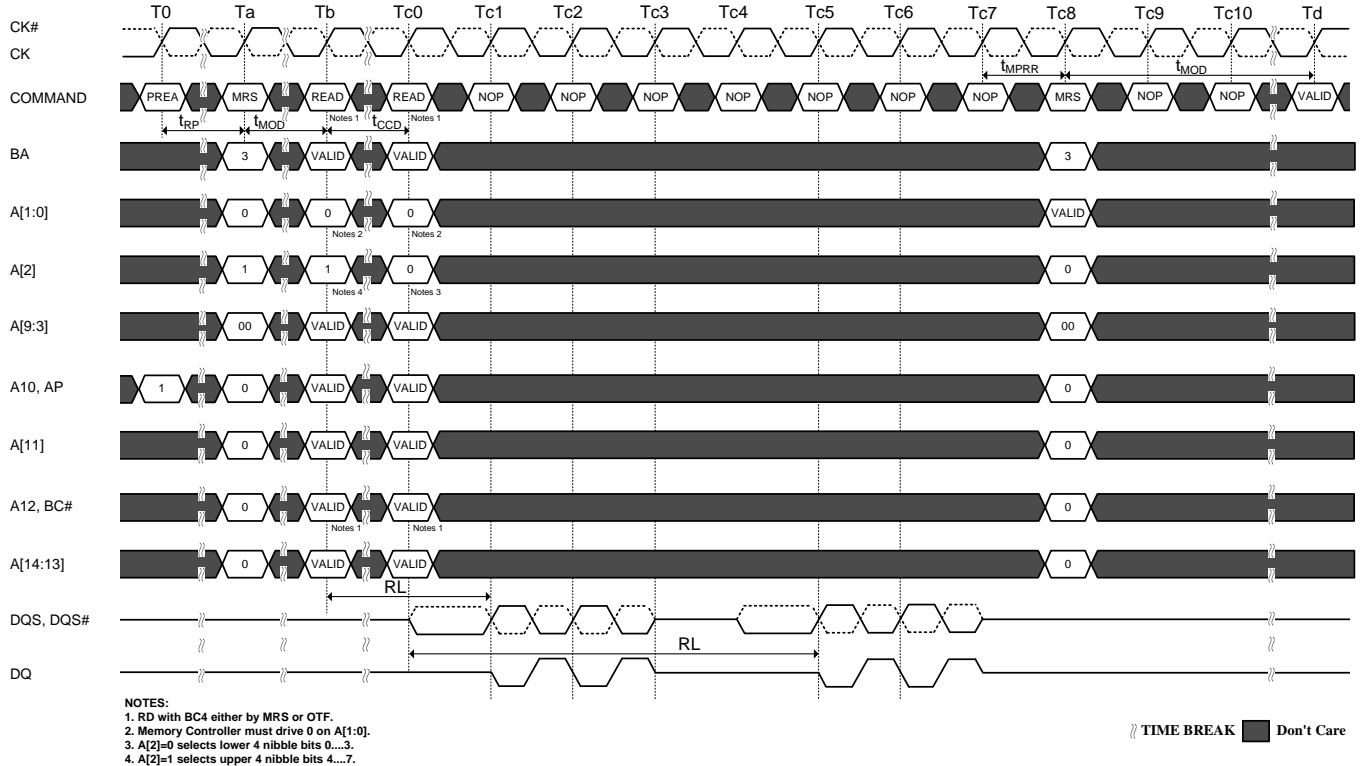 T0 Ta Tb Tc0 Tc1 Tc2 Tc3 Tc4 Tc5 Tc6 Tc7 Tc8 Tc9 Tc10 Td
CK#
CK
tMPRR tMOD
COMMAND PREA MRS READ READ NOP NOP NOP NOP NOP NOP NOP MRS NOP NOP VALID
Notes 1 Notes 1
tRP tMOD tCCD
BA 3 VALID VALID 3
A[1:0] 0 0 0 VALID
Notes 2 Notes 2
A[2] 1 1 0 0
Notes 4 Notes 3
A[9:3] 00 VALID VALID 00
A10, AP 1 0 VALID VALID 0
A[11] 0 VALID VALID 0
A12, BC# 0 VALID VALID 0
Notes 1 Notes 1
A[14:13] 0 VALID VALID 0
RL
DQS, DQS#
RL
DQ
NOTES:
1. RD with BC4 either by MRS or OTF.
2. Memory Controller must drive 0 on A[1:0].
3. A[2]=0 selects lower 4 nibble bits 0....3.
4. A[2]=1 selects upper 4 nibble bits 4....7.
TIME BREAK Don't Care